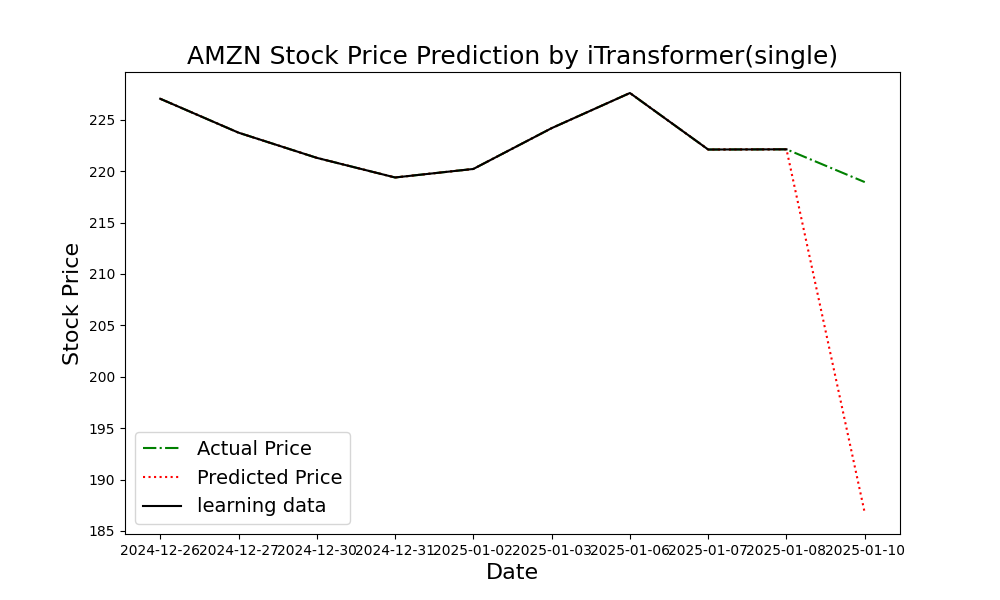 AMZN Stock Price Prediction by iTransformer(single)
225
220
215
210
205
200
195
190
185
Stock Price
Actual Price
Predicted Price
learning data
2024-12-26 2024-12-27 2024-12-30 2024-12-31 2025-01-02 2025-01-03 2025-01-06 2025-01-07 2025-01-08 2025-01-10
Date